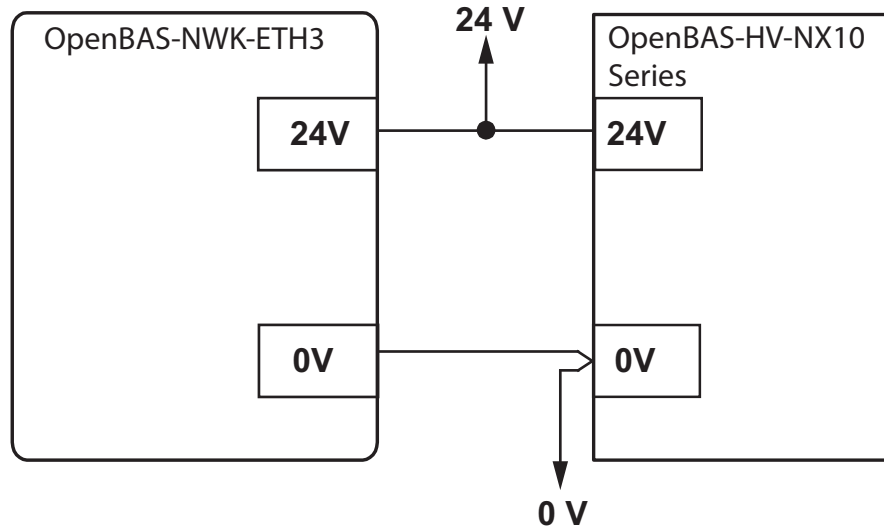 OpenBAS-NWK-ETH3
24 V
OpenBAS-HV-NX10
Series
24V
24V
0V
0V
0 V